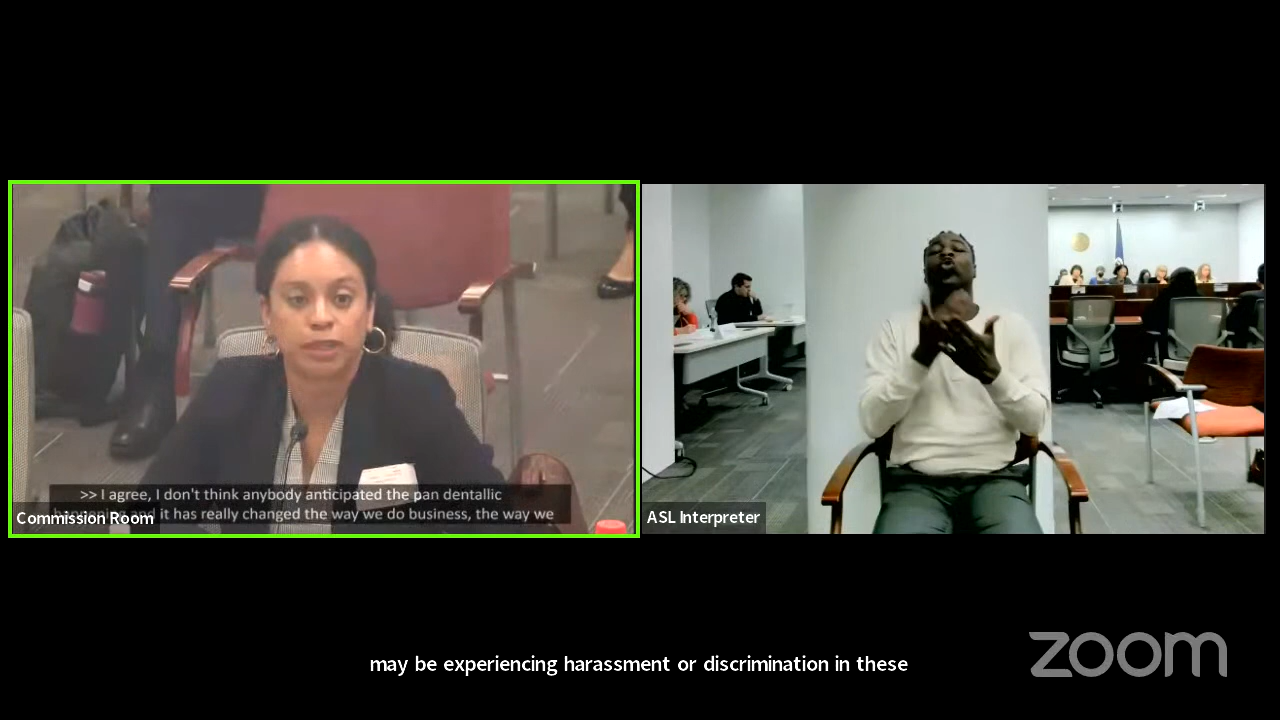 >> I agree, I don't think anybody anticipated the pan dentallic
it has really changed the way we do business, the way we
Commission Room
ASL Interpreter
may be experiencing harassment or discrimination in these
zoom